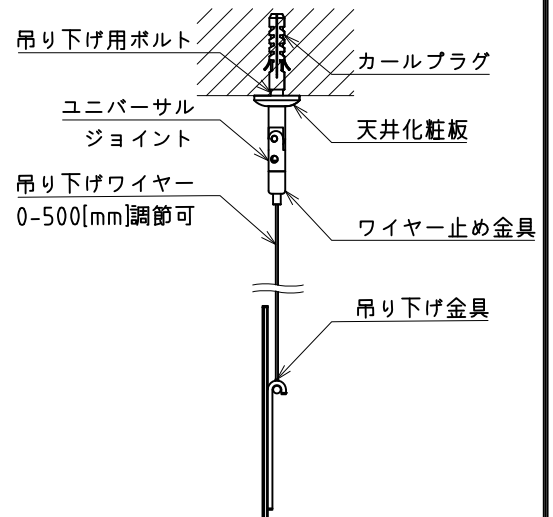 吊り下げ用ボルト
カールプラグ
ユニバーサル
ジョイント
天井化粧板
吊り下げワイヤー
0-500[mm]調節可
ワイヤー止め金具
吊り下げ金具